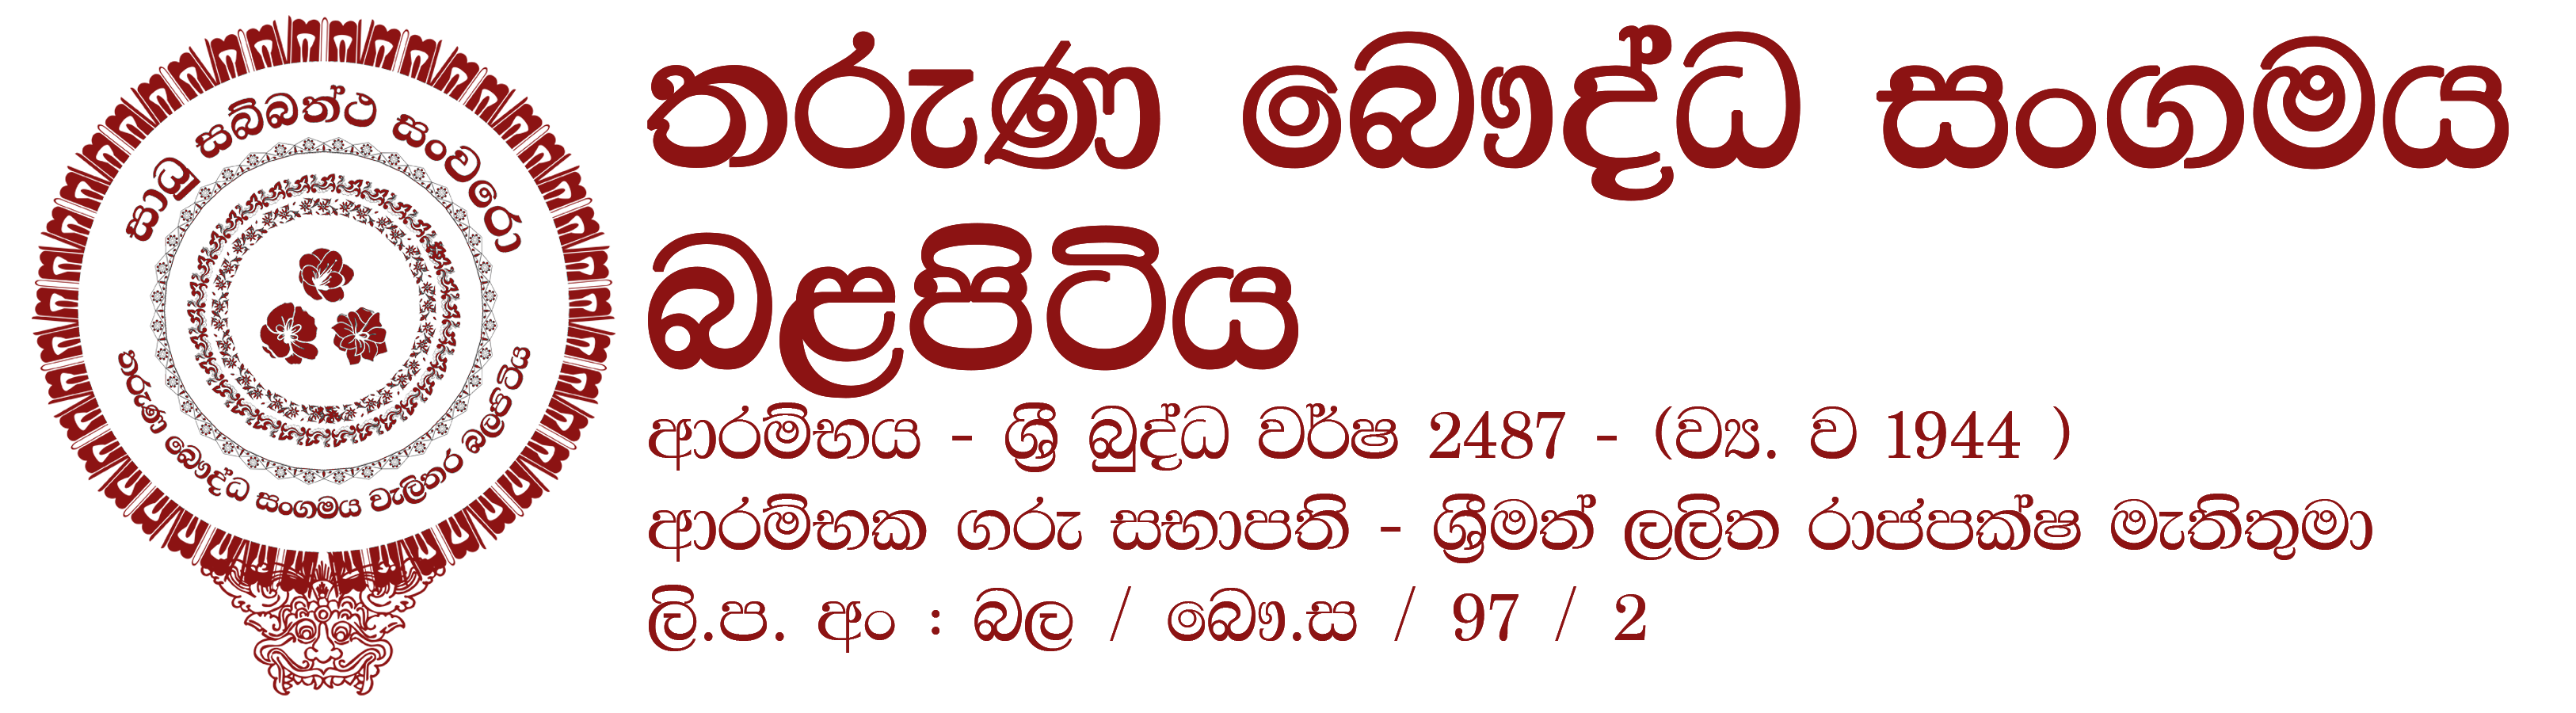 සාධු සබ්බත්ථ සංවරො
තරුණ බෞද්ධ සංගමය වැලිතර බලපිටිය
තරුණ බෞද්ධ සංගමය
බළපිටිය
ආරම්භය - ශ්‍රී බුද්ධ වර්ෂ 2487 - (ව්‍ය. ව 1944 )
ආරම්භක ගරු සභාපති - ශ්‍රීමත් ලලිත රාජපක්ෂ මැතිතුමා
ලි.ප. අං : බල / බෞ.ස / 97 / 2